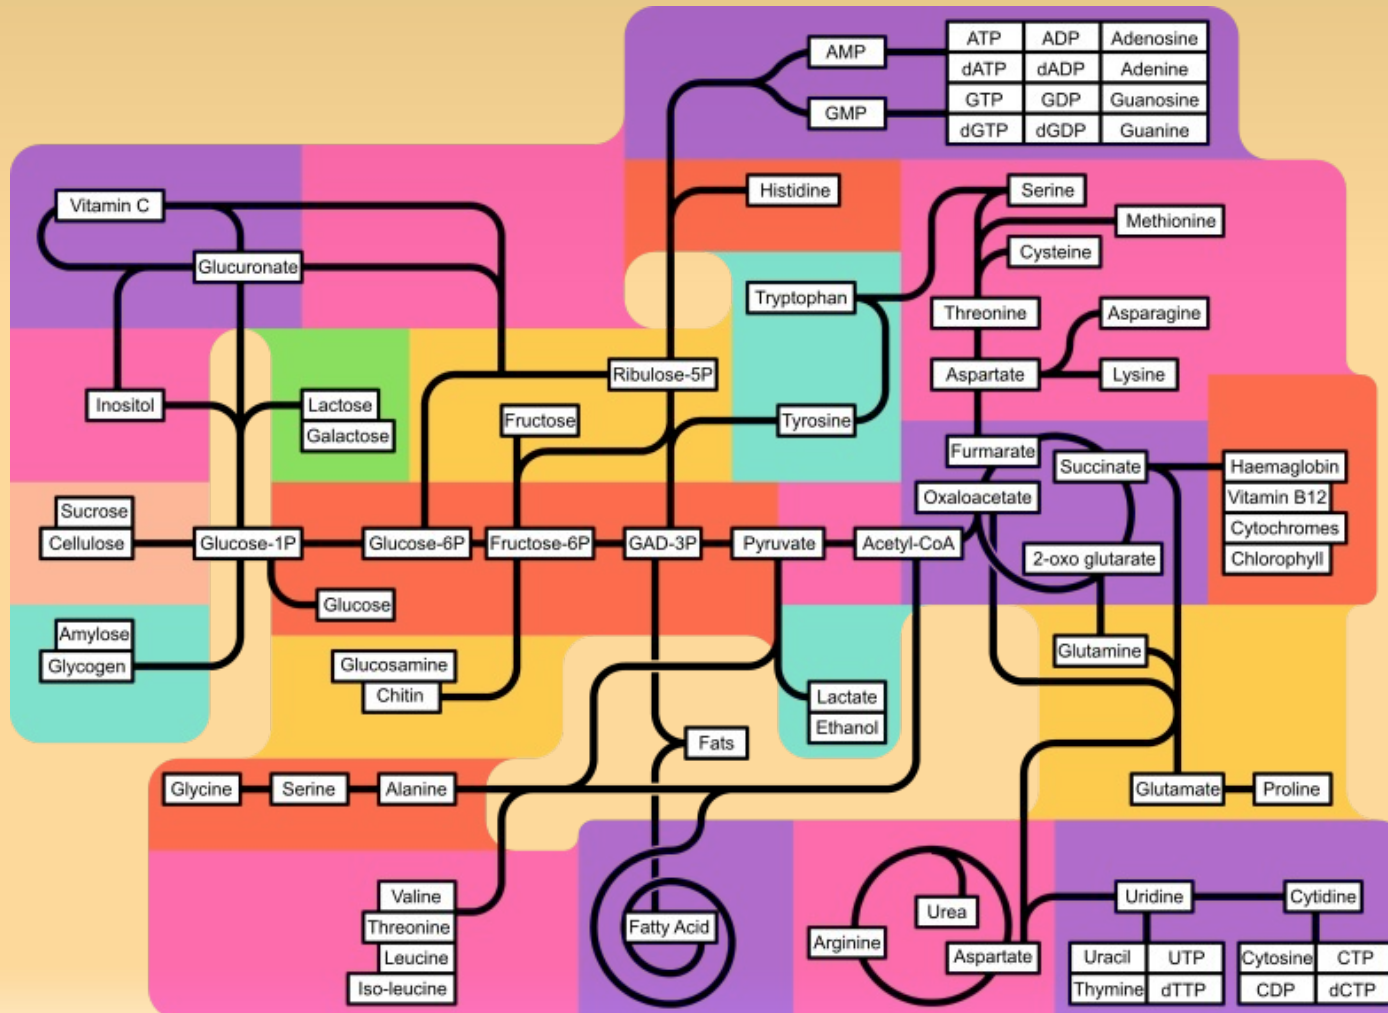 ATP ADP Adenosine
AMP
dATP dADP Adenine
GTP GDP Guanosine
GMP
dGTP dGDP Guanine
Histidine
Serine
Vitamin C
Methionine
Cysteine
Glucuronate
Tryptophan
Threonine
Asparagine
Ribulose-5P
Aspartate
Lysine
Inositol
Lactose
Galactose
Fructose
Tyrosine
Furmarate
Succinate
Haemaglobin
Oxaloacetate
Vitamin B12
Sucrose
Cytochromes
Cellulose
Glucose-1P
Glucose-6P
Fructose-6P
GAD-3P
Pyruvate
Acetyl-CoA
2-oxo glutarate
Chlorophyll
Glucose
Amylose
Glycogen
Glucosamine
Chitin
Glutamine
Lactate
Ethanol
Fats
Glycine
Serine
Alanine
Glutamate
Proline
Valine
Threonine
Leucine
Iso-leucine
Fatty Acid
Urea
Arginine
Aspartate
Uridine
Cytidine
Uracil UTP
Thymine dTTP
Cytosine CTP
CDP dCTP